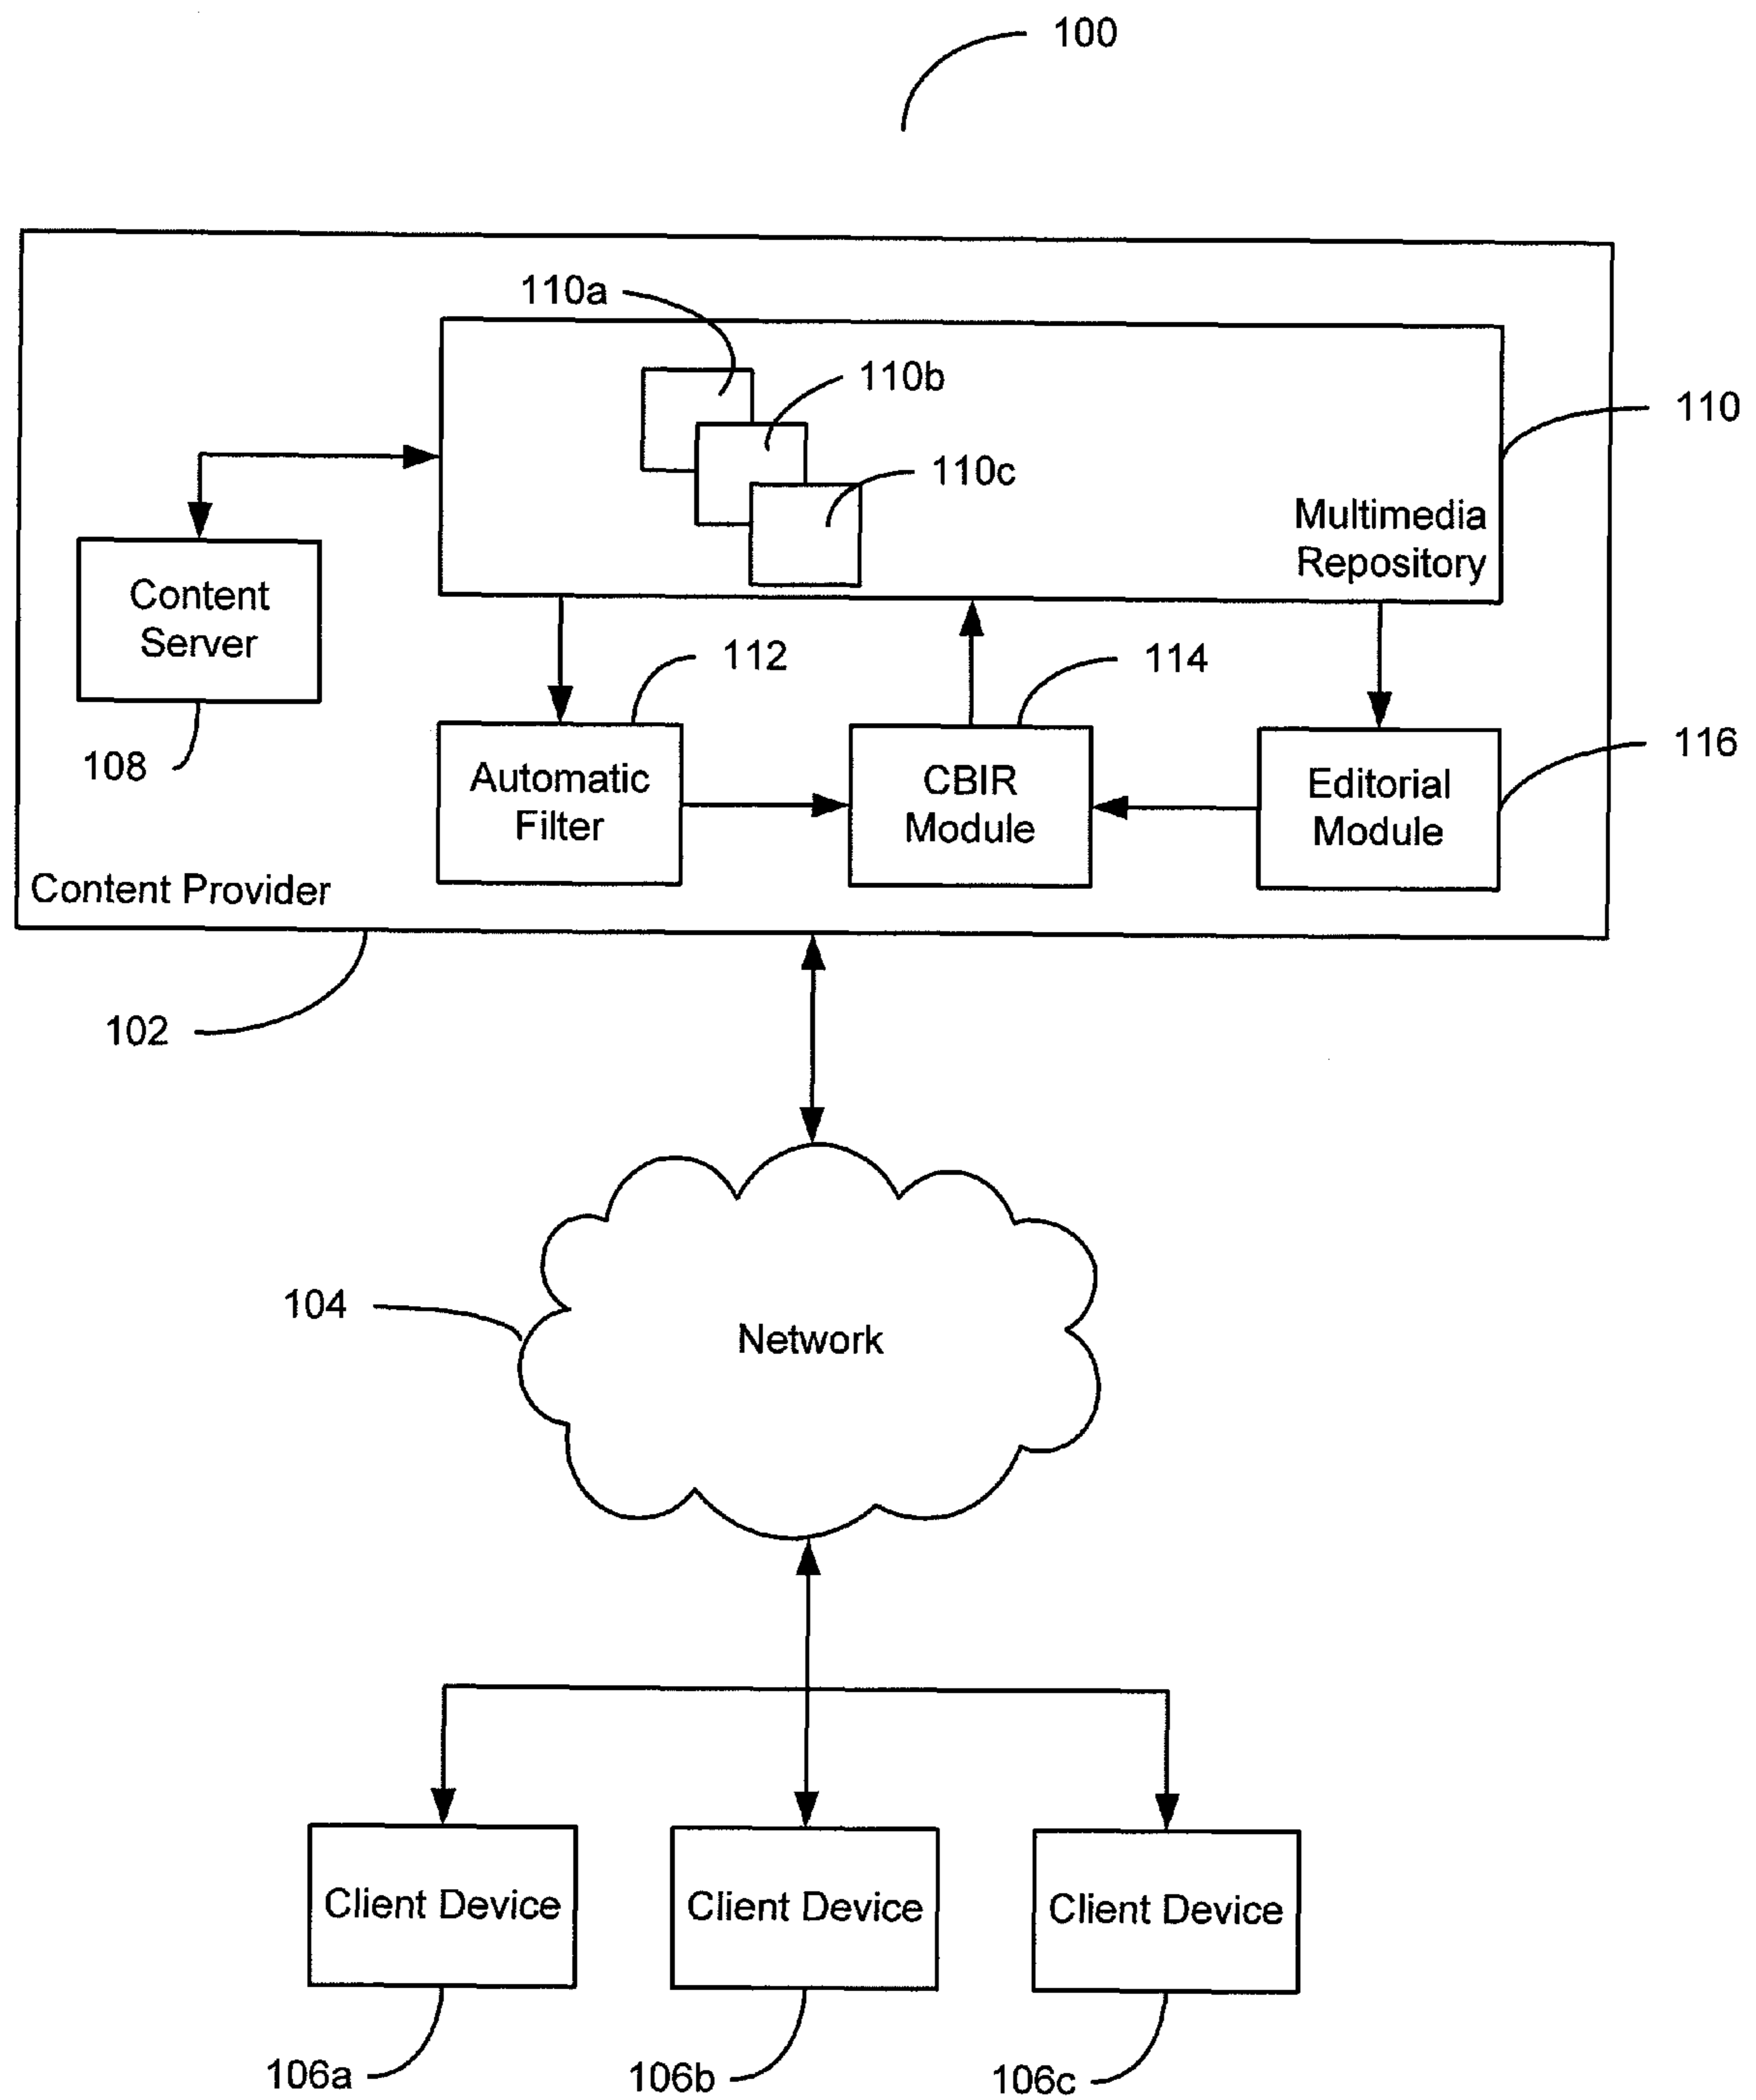 100
110a
110b
110
110c
Multimedia
Repository
Content
Server
112
114
108
116
Automatic
Filter
CBIR
Module
Editorial
Module
Content Provider
102
104
Network
Client Device
Client Device
Client Device
106a
106b
106c